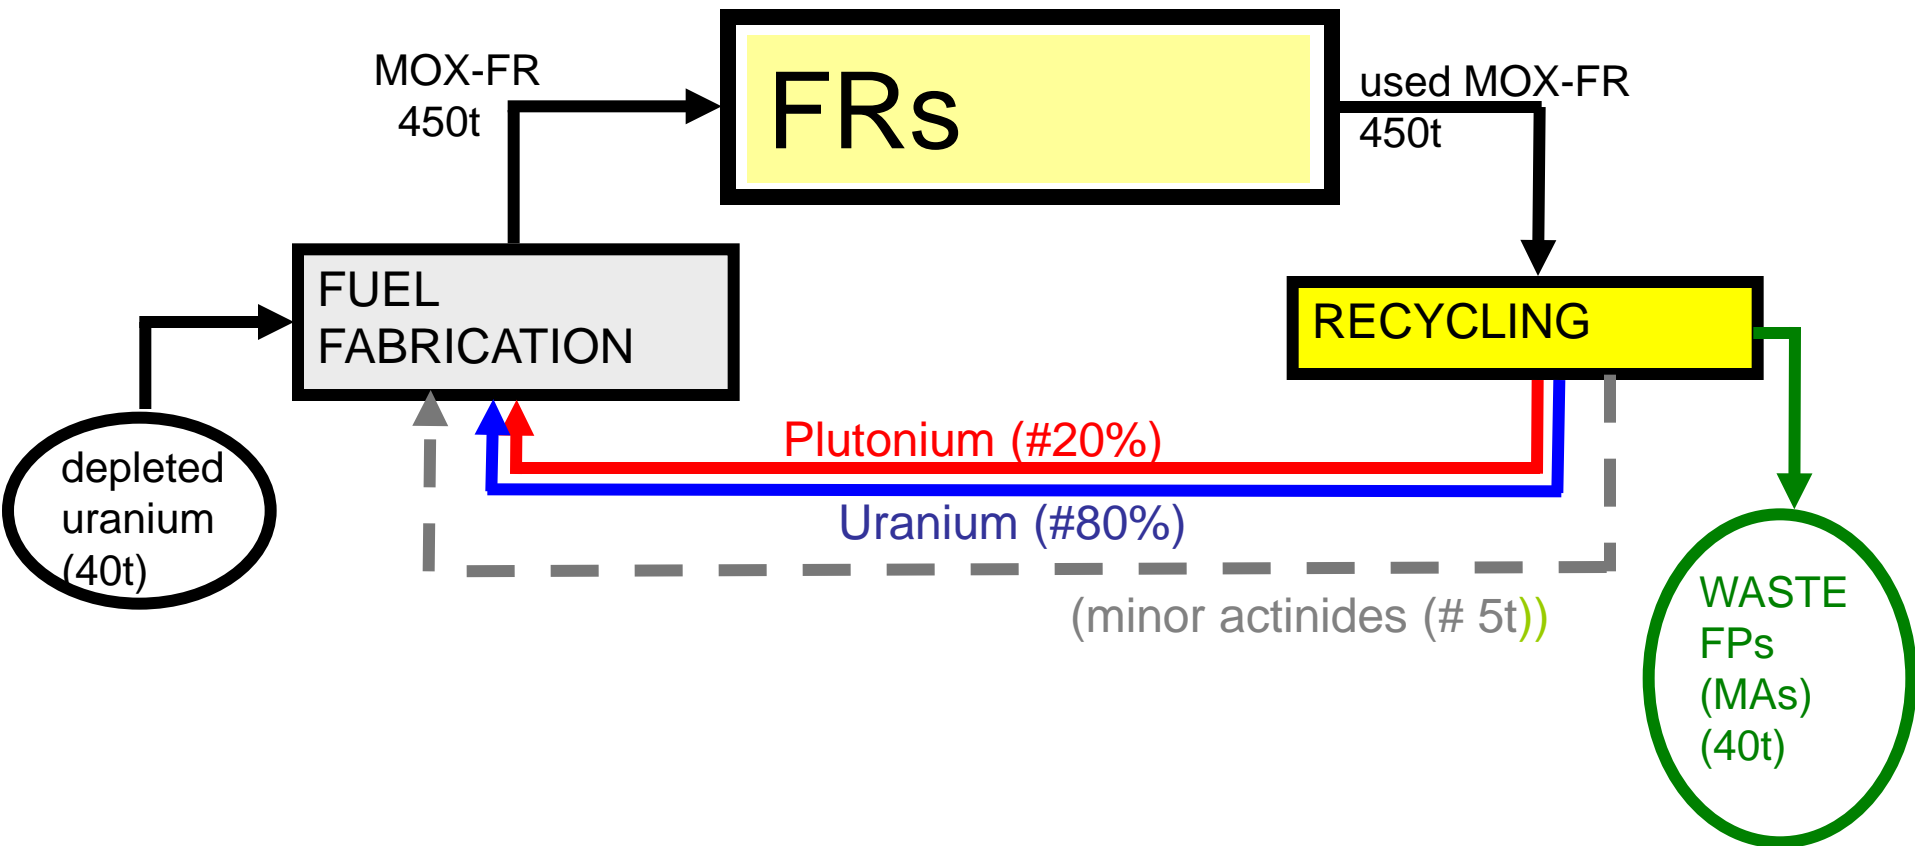 MOX-FR
450t
FRs
used MOX-FR
450t
FUEL
FABRICATION
RECYCLING
depleted
uranium
(40t)
Plutonium (#20%)
Uranium (#80%)
(minor actinides (# 5t))
WASTE
FPs
(MAs)
(40t)